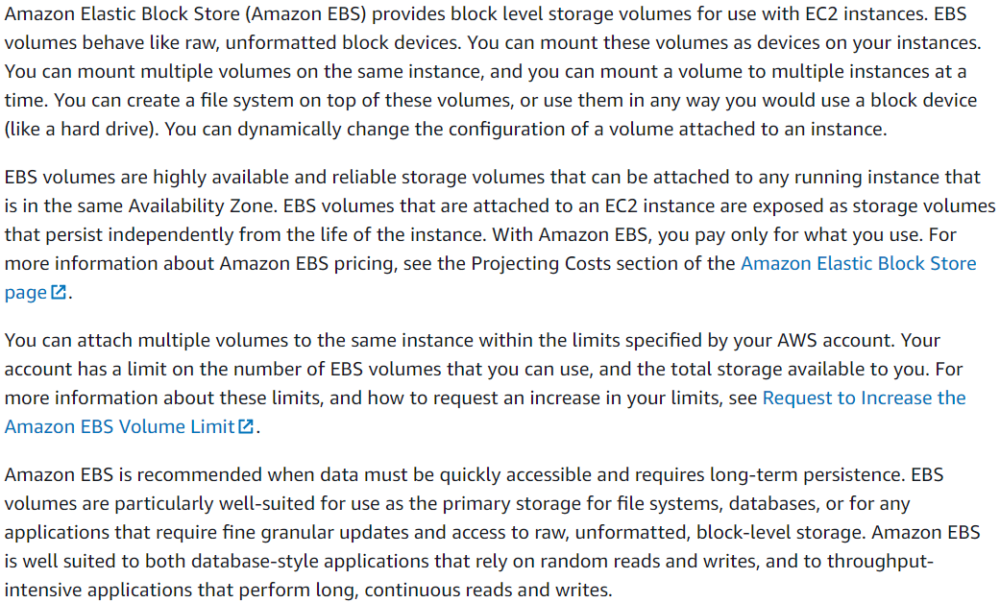 Amazon Elastic Block Store (Amazon EBS) provides block level storage volumes for use with EC2 instances. EBS
volumes behave like raw, unformatted block devices. You can mount these volumes as devices on your instances.
You can mount multiple volumes on the same instance, and you can mount a volume to multiple instances at a
time. You can create a file system on top of these volumes, or use them in any way you would use a block device
(like a hard drive). You can dynamically change the configuration of a volume attached to an instance.
EBS volumes are highly available and reliable storage volumes that can be attached to any running instance that
is in the same Availability Zone. EBS volumes that are attached to an EC2 instance are exposed as storage volumes
that persist independently from the life of the instance. With Amazon EBS, you pay only for what you use. For
more information about Amazon EBS pricing, see the Projecting Costs section of the Amazon Elastic Block Store
page.
You can attach multiple volumes to the same instance within the limits specified by your AWS account. Your
account has a limit on the number of EBS volumes that you can use, and the total storage available to you. For
more information about these limits, and how to request an increase in your limits, see Request to Increase the
Amazon EBS Volume Limit.
Amazon EBS is recommended when data must be quickly accessible and requires long-term persistence. EBS
volumes are particularly well-suited for use as the primary storage for file systems, databases, or for any
applications that require fine granular updates and access to raw, unformatted, block-level storage. Amazon EBS
is well suited to both database-style applications that rely on random reads and writes, and to throughput-
intensive applications that perform long, continuous reads and writes.